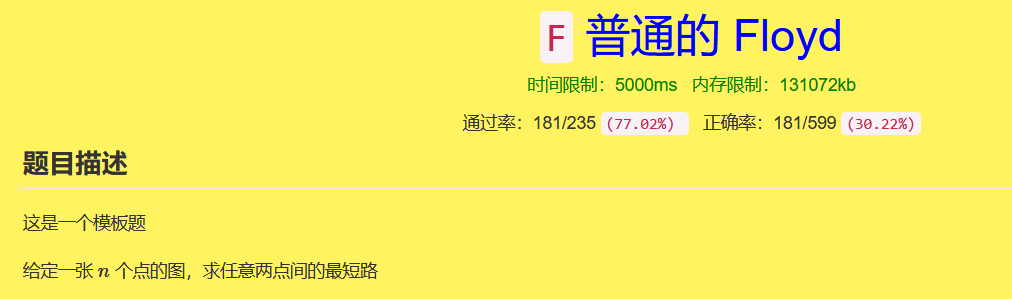 F 普通的 Floyd
时间限制：5000ms 内存限制：131072kb
通过率：181/235 (77.02%) 正确率：181/599 (30.22%)
题目描述
这是一个模板题
给定一张 n 个点的图，求任意两点间的最短路